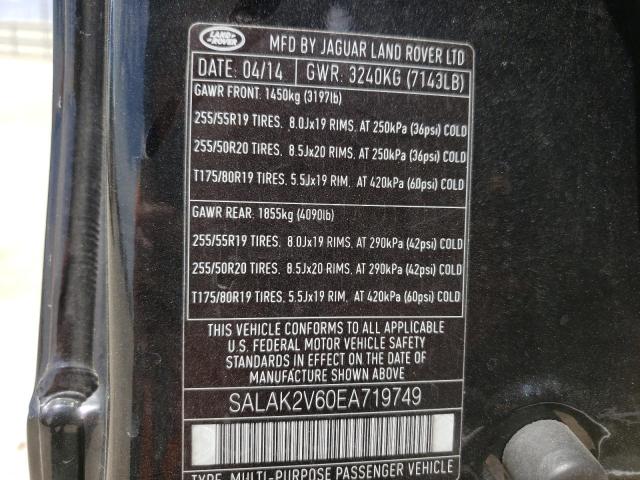 LAND ROVER
MFD BY JAGUAR LAND ROVER LTD
DATE: 04/14 GWR: 3240KG (7143LB)
GAWR FRONT: 1450kg (3197lb)
255/55R19 TIRES, 8.0Jx19 RIMS, AT 250kPa (36psi) COLD
255/50R20 TIRES, 8.5Jx20 RIMS, AT 250kPa (36psi) COLD
T175/80R19 TIRES, 5.5Jx19 RIM, AT 420kPa (60psi) COLD
GAWR REAR: 1855kg (4090lb)
255/55R19 TIRES, 8.0Jx19 RIMS, AT 290kPa (42psi) COLD
255/50R20 TIRES, 8.5Jx20 RIMS, AT 290kPa (42psi) COLD
T175/80R19 TIRES, 5.5Jx19 RIM, AT 420kPa (60psi) COLD
THIS VEHICLE CONFORMS TO ALL APPLICABLE
U.S. FEDERAL MOTOR VEHICLE SAFETY
STANDARDS IN EFFECT ON THE DATE OF
MANUFACTURE SHOWN ABOVE
SALAK2V60EA719749
TYPE: MULTI-PURPOSE PASSENGER VEHICLE